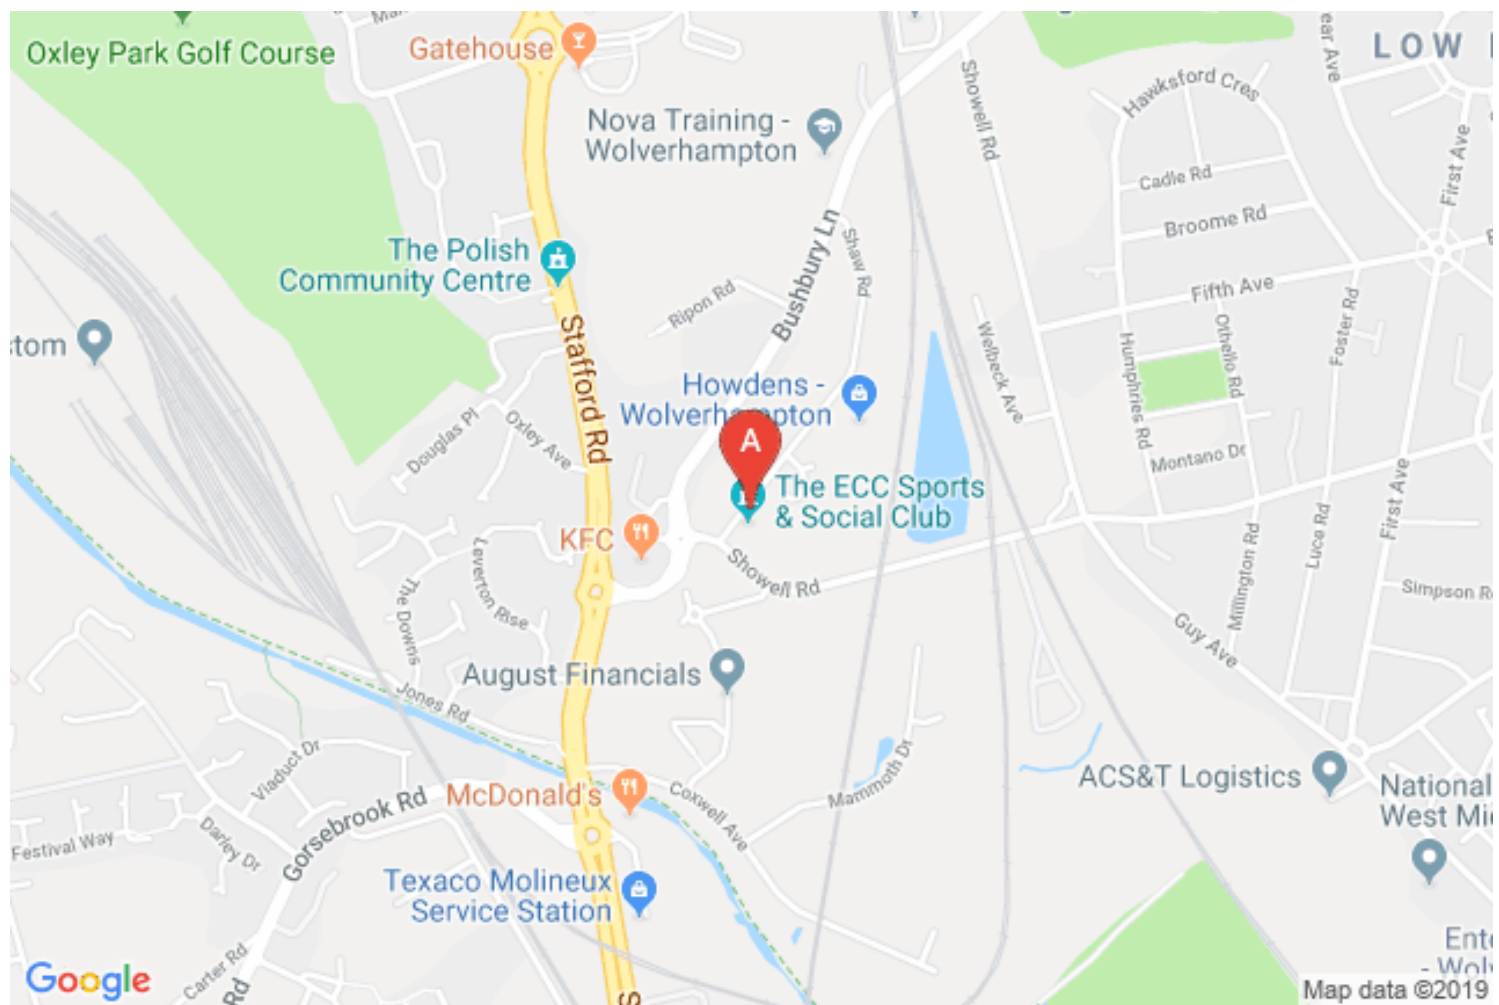 Oxley Park Golf Course
Gatehouse
LOW
Hawksford Cres
Showell Rd
Nova Training -
Wolverhampton
First Ave
Cadle Rd
Broome Rd
Bushbury Ln
Shaw Rd
The Polish
Community Centre
Fifth Ave
Ripon Rd
Stafford Rd
Welbeck Ave
Humphries Rd
Othello Rd
Foster Rd
tom
Howdens -
Wolverhampton
A
Douglas Pl
Oxley Ave
Montano Dr
The ECC Sports
& Social Club
KFC
Showell Rd
Leverton Rise
The Downs
Luce Rd
First Ave
Millington Rd
Simpson R
Guy Ave
August Financials
Jones Rd
Viaduct Dr
Mammoth Dr
ACS&T Logistics
McDonald's
Coxwell Ave
National
West Mi
Gorsebrook Rd
Darley Dr
Festival Way
Texaco Molineux
Service Station
Carter Rd
Rd
S
Ent
- Wol
Google
Map data ©2019